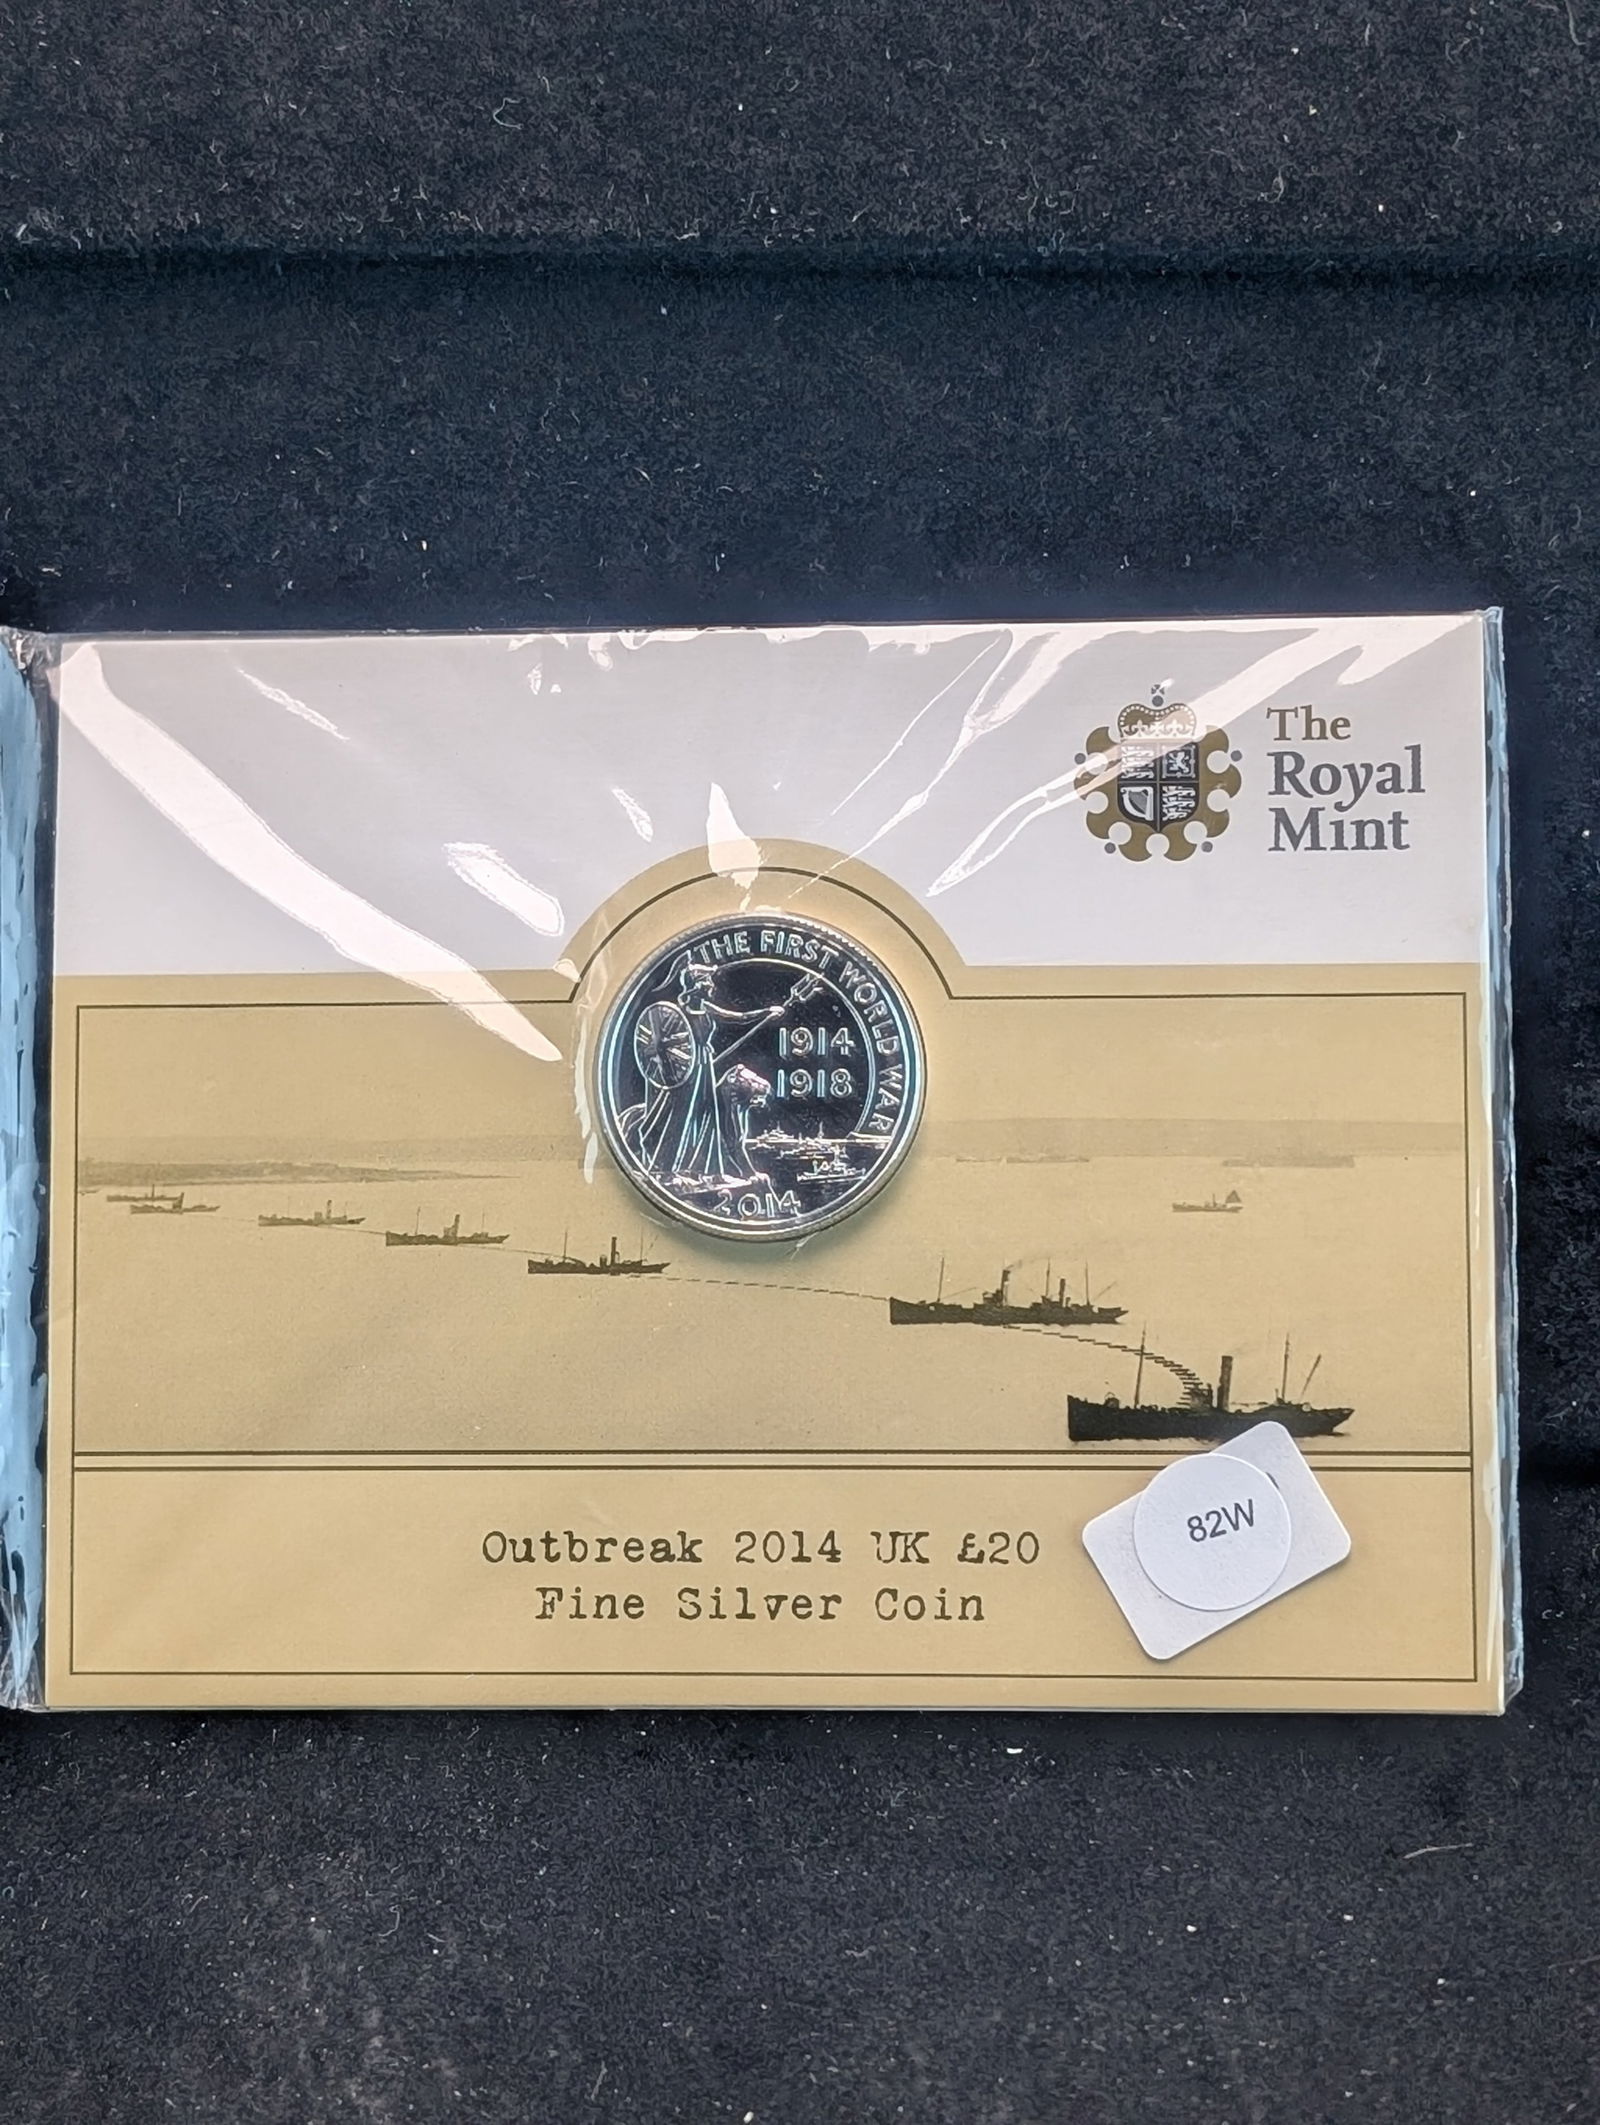 The
Royal
Mint
THE FIRST WORLD WAR
1914
1918
2014
Outbreak 2014 UK £20
Fine Silver Coin
82W